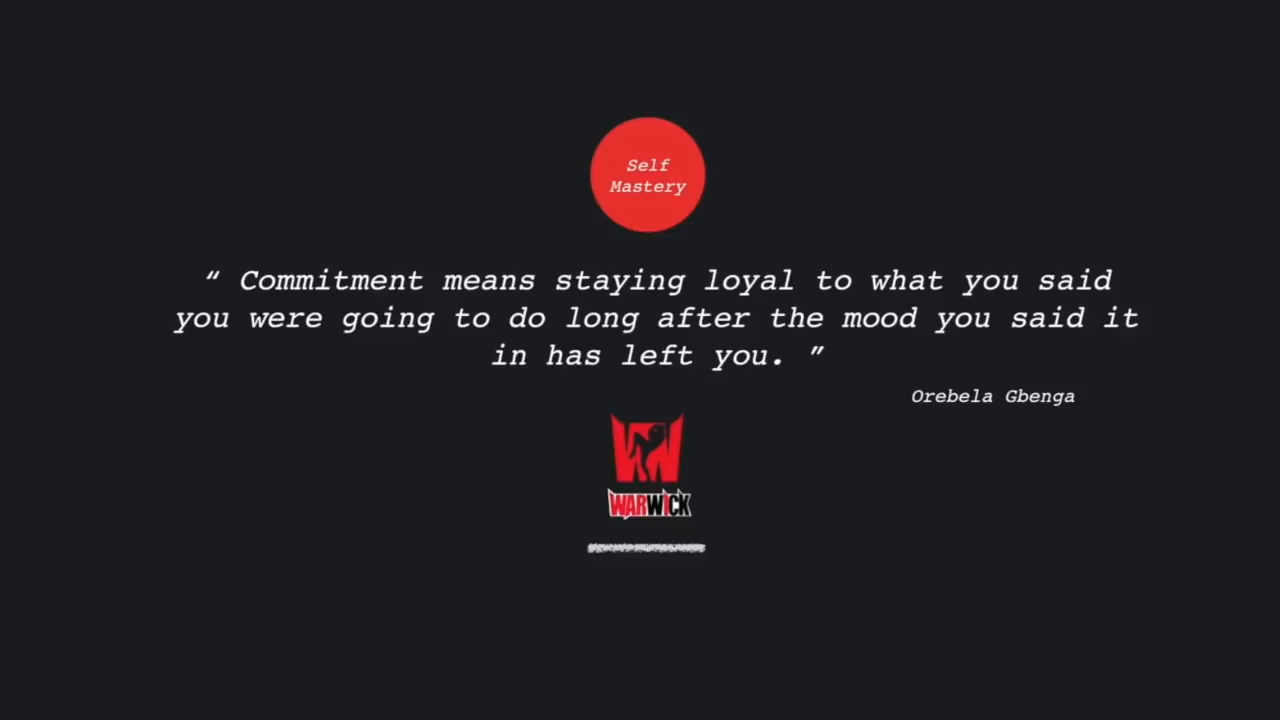 Self
Mastery
“ Commitment means staying loyal to what you said
you were going to do long after the mood you said it
in has left you. ”
Orebela Gbenga
WARWICK